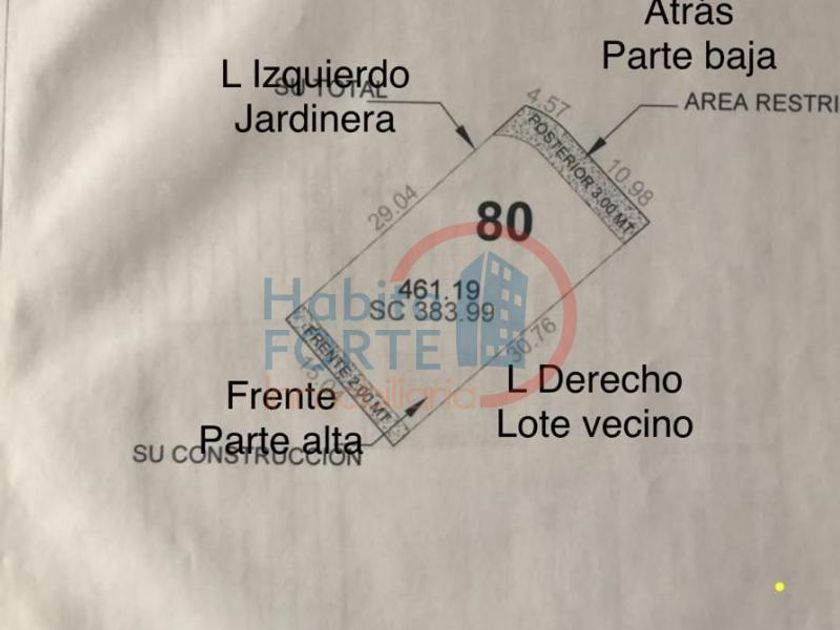 Atrás
Parte baja
L Izquierdo
Jardinera
SU TOTAL
AREA RESTRI
4.57
10.98
POSTERIOR 3.00 MT.
29.04
80
461.19
SC 383.99
30.76
Habita
FORTE
Inmobiliaria
FRENTE 2.00 MT.
L Derecho
Lote vecino
Frente
Parte alta
SU CONSTRUCCION